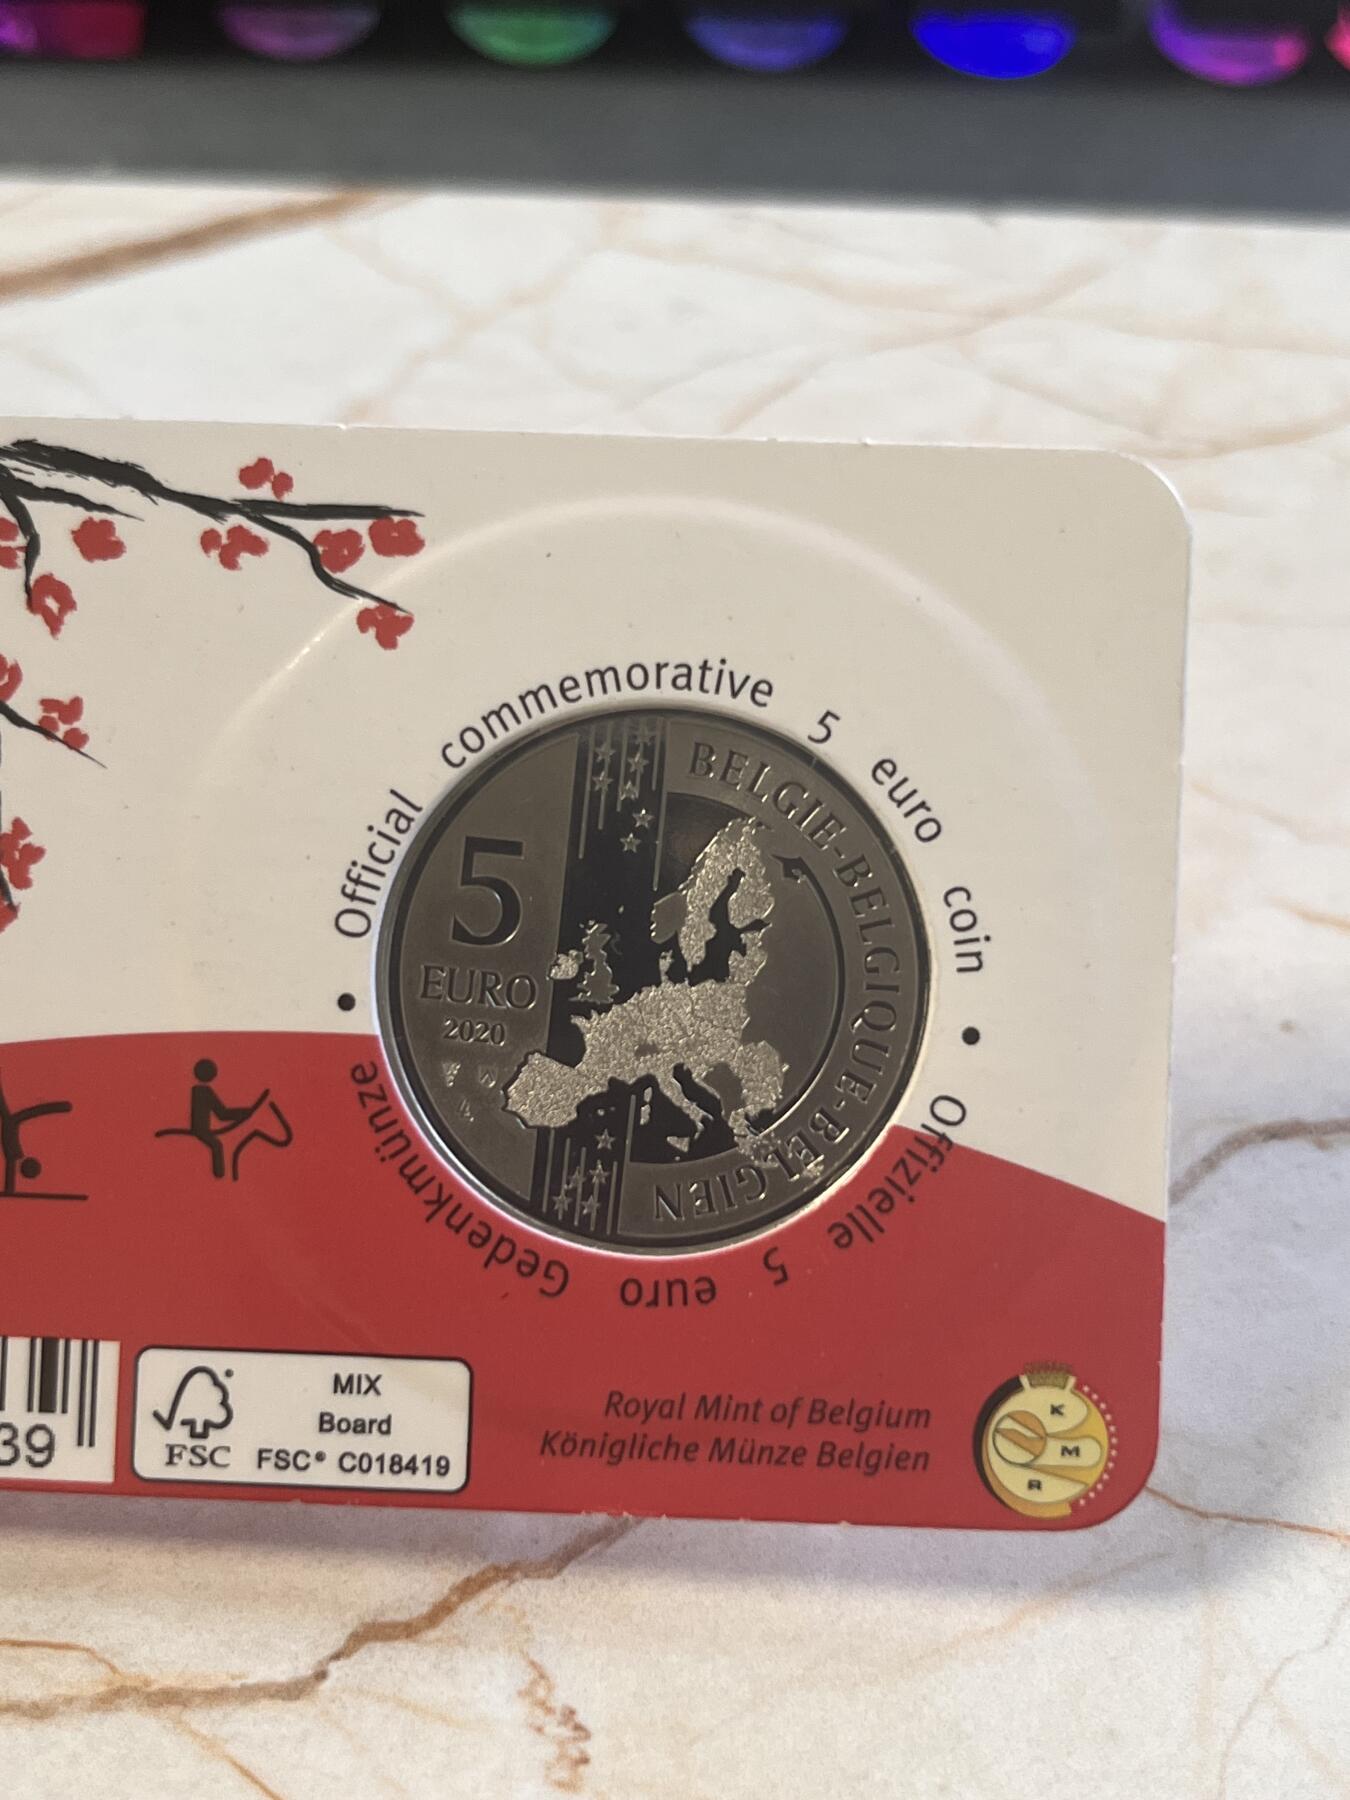 Official commemorative 5 euro coin
•
•
Offizielle 5 euro Gedenkmünze
BELGIE-BELGIQUE-BELGIEN
5
EURO
2020
39
FSC
MIX
Board
FSC® C018419
Royal Mint of Belgium
Königliche Münze Belgien
K
M
R